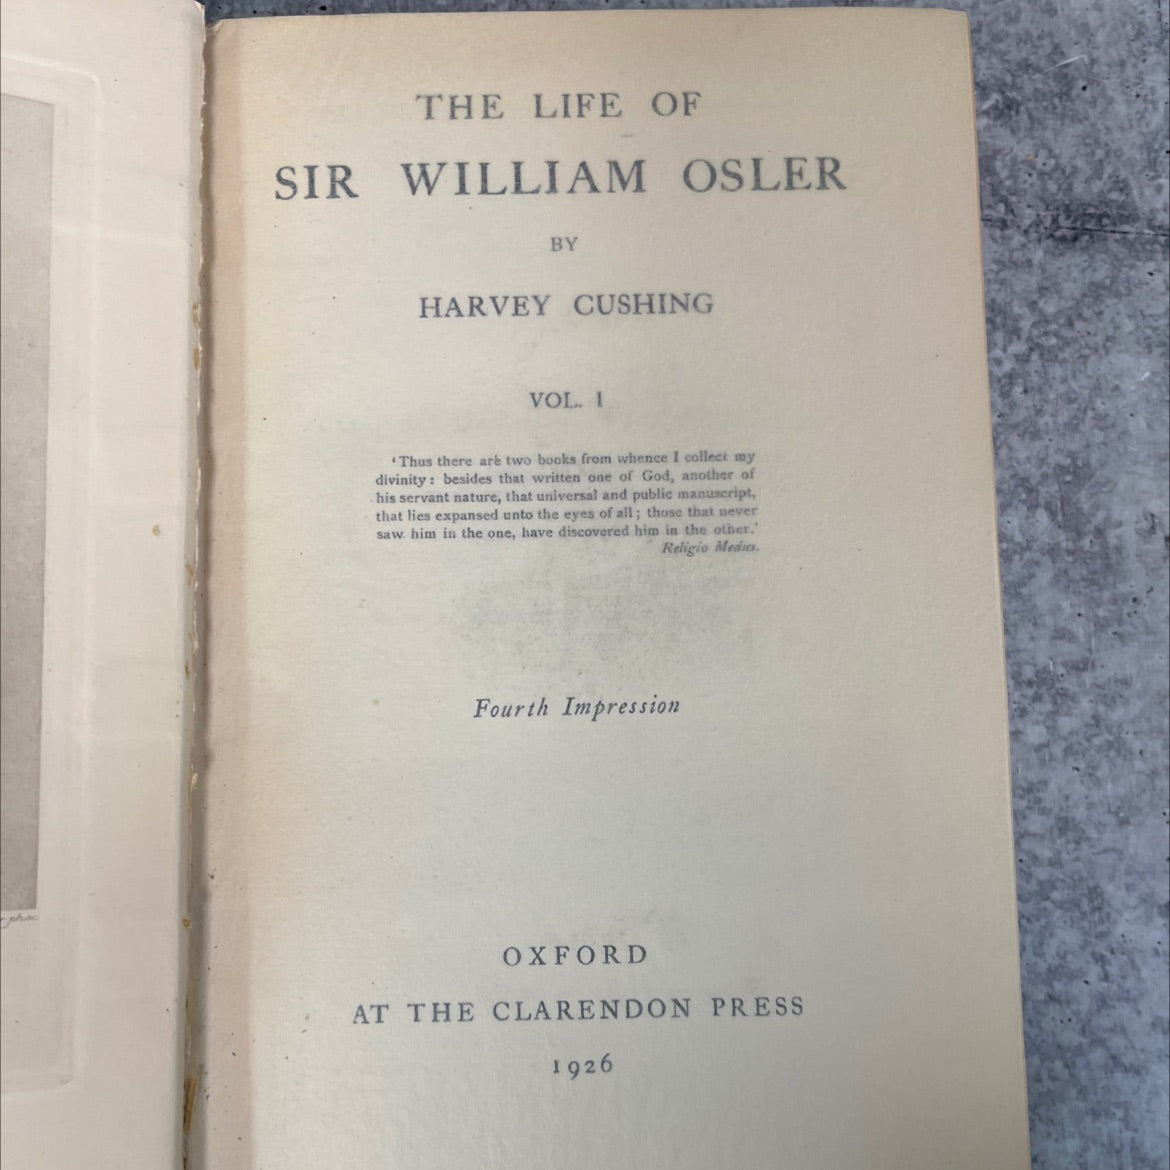 THE LIFE OF
SIR WILLIAM OSLER
BY
HARVEY CUSHING
VOL. I
‘Thus there are two books from whence I collect my
divinity : besides that written one of God, another of
his servant nature, that universal and public manuscript,
that lies expansed unto the eyes of all ; those that never
saw him in the one, have discovered him in the other.’
Religio Medici.
Fourth Impression
OXFORD
AT THE CLARENDON PRESS
1926